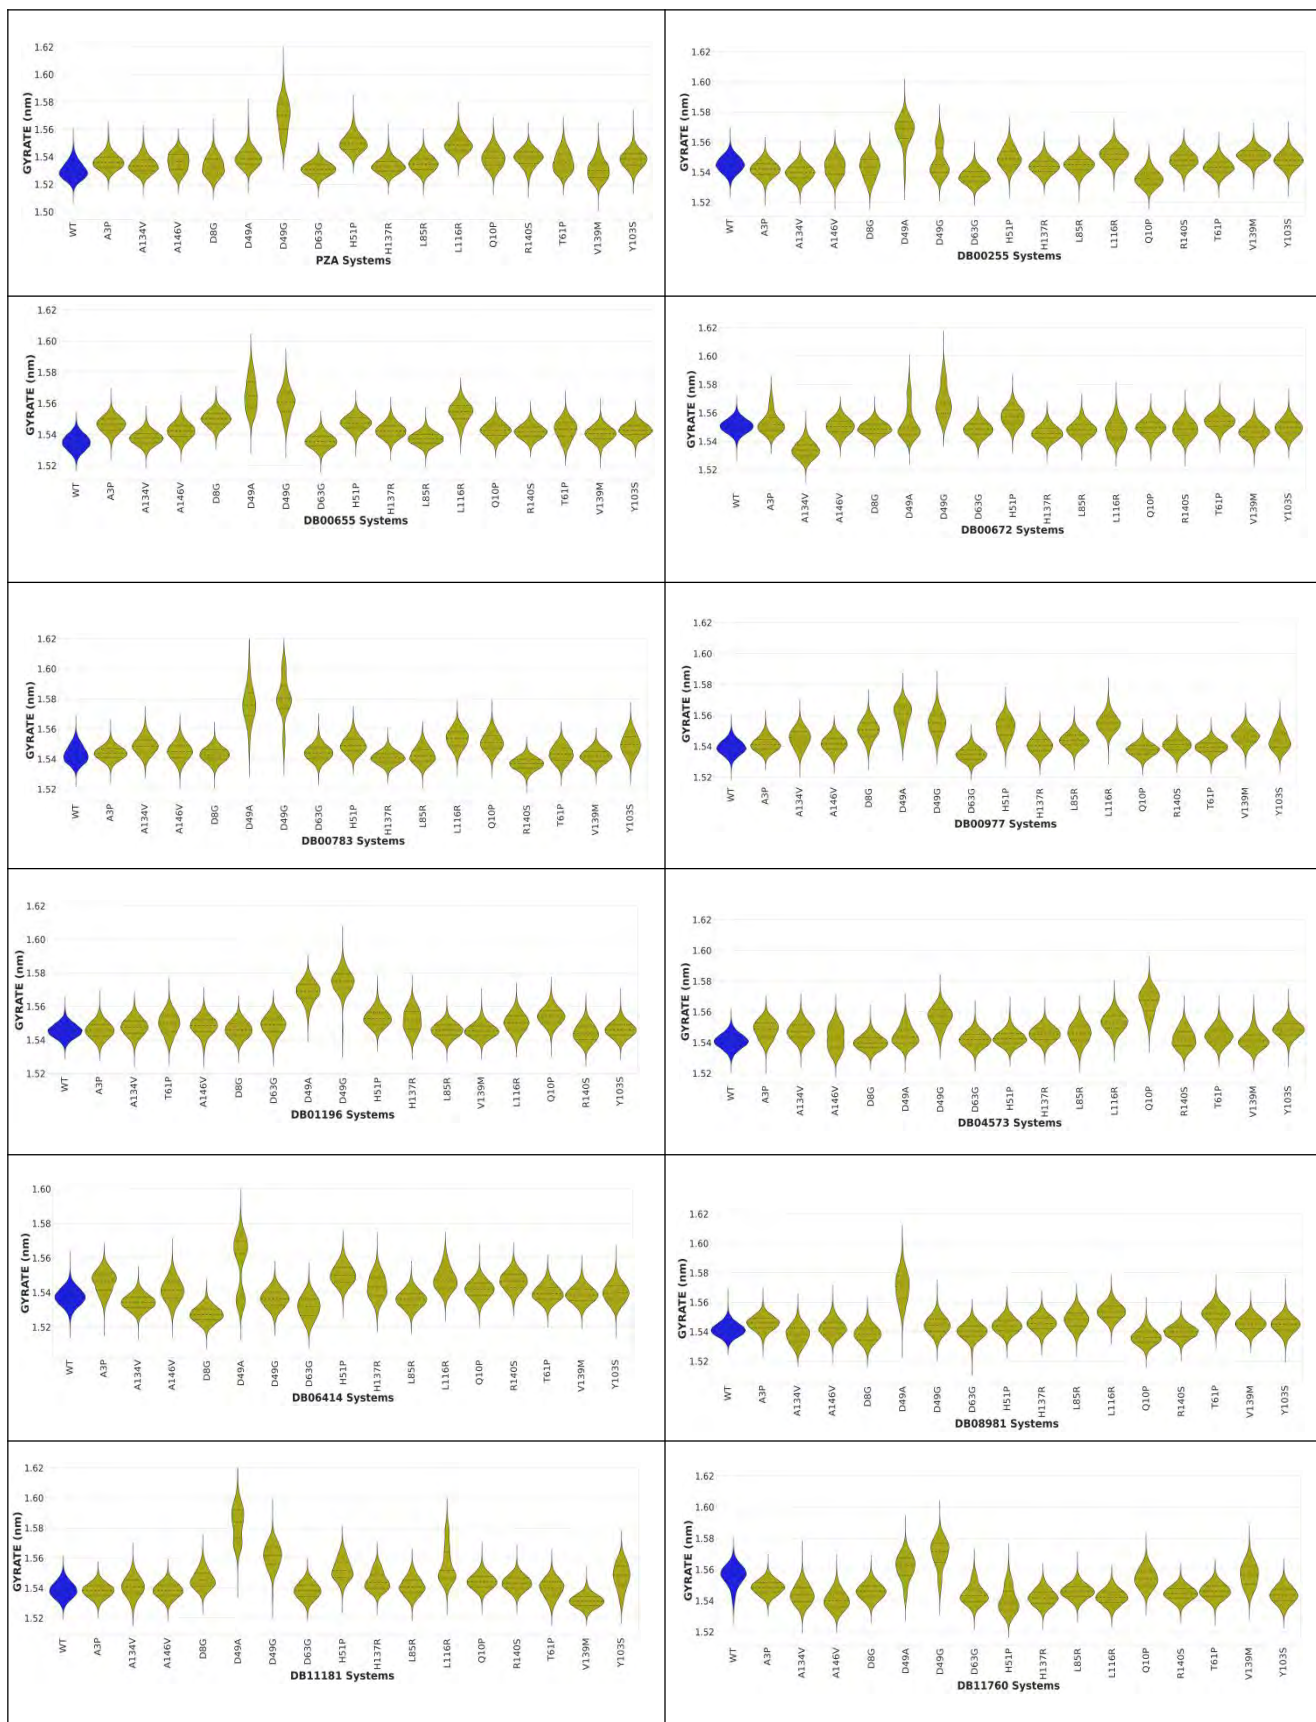 1.62
1.60
1.58
1.56
1.54
1.52
1.50
GYRATE (nm)
WT A3P A134V A146V D8G D49A D49G D63G H51P H137R L85R L116R Q10P R140S T61P V139M Y103S
PZA Systems
1.62
1.60
1.58
1.56
1.54
1.52
GYRATE (nm)
WT A3P A134V A146V D8G D49A D49G D63G H51P H137R L85R L116R Q10P R140S T61P V139M Y103S
DB00255 Systems
1.62
1.60
1.58
1.56
1.54
1.52
GYRATE (nm)
WT A3P A134V A146V D8G D49A D49G D63G H51P H137R L85R L116R Q10P R140S T61P V139M Y103S
DB00655 Systems
1.62
1.60
1.58
1.56
1.54
1.52
GYRATE (nm)
WT A3P A134V A146V D8G D49A D49G D63G H51P H137R L85R L116R Q10P R140S T61P V139M Y103S
DB00672 Systems
1.62
1.60
1.58
1.56
1.54
1.52
GYRATE (nm)
WT A3P A134V A146V D8G D49A D49G D63G H51P H137R L85R L116R Q10P R140S T61P V139M Y103S
DB00783 Systems
1.62
1.60
1.58
1.56
1.54
1.52
GYRATE (nm)
WT A3P A134V A146V D8G D49A D49G D63G H51P H137R L85R L116R Q10P R140S T61P V139M Y103S
DB00977 Systems
1.62
1.60
1.58
1.56
1.54
1.52
GYRATE (nm)
WT A3P A134V T61P A146V D8G D63G D49A D49G H51P H137R L85R V139M L116R Q10P R140S Y103S
DB01196 Systems
1.62
1.60
1.58
1.56
1.54
1.52
GYRATE (nm)
WT A3P A134V A146V D8G D49A D49G D63G H51P H137R L85R L116R Q10P R140S T61P V139M Y103S
DB04573 Systems
1.60
1.58
1.56
1.54
1.52
GYRATE (nm)
WT A3P A134V A146V D8G D49A D49G D63G H51P H137R L85R L116R Q10P R140S T61P V139M Y103S
DB06414 Systems
1.62
1.60
1.58
1.56
1.54
1.52
GYRATE (nm)
WT A3P A134V A146V D8G D49A D49G D63G H51P H137R L85R L116R Q10P R140S T61P V139M Y103S
DB08981 Systems
1.62
1.60
1.58
1.56
1.54
1.52
GYRATE (nm)
WT A3P A134V A146V D8G D49A D49G D63G H51P H137R L85R L116R Q10P R140S T61P V139M Y103S
DB11181 Systems
1.62
1.60
1.58
1.56
1.54
1.52
GYRATE (nm)
WT A3P A134V A146V D8G D49A D49G D63G H51P H137R L85R L116R Q10P R140S T61P V139M Y103S
DB11760 Systems